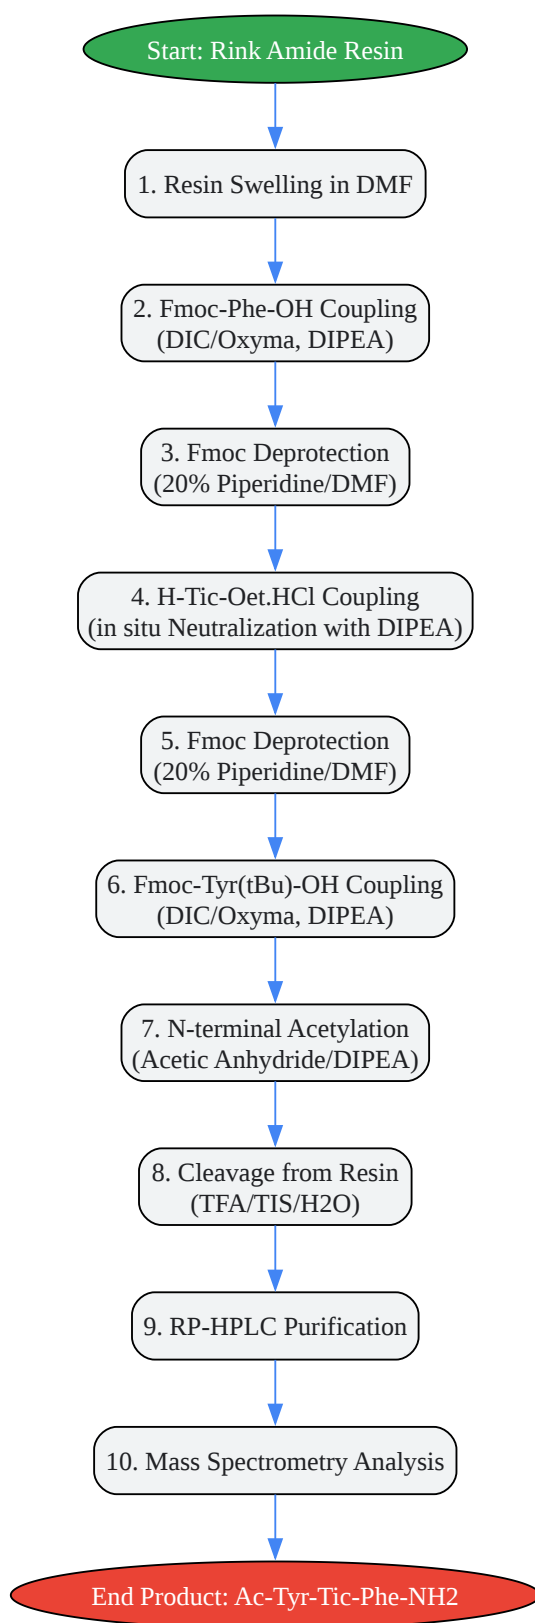 Start: Rink Amide Resin
1. Resin Swelling in DMF
2. Fmoc-Phe-OH Coupling
(DIC/Oxyma, DIPEA)
3. Fmoc Deprotection
(20% Piperidine/DMF)
4. H-Tic-Oet.HCl Coupling
(in situ Neutralization with DIPEA)
5. Fmoc Deprotection
(20% Piperidine/DMF)
6. Fmoc-Tyr(tBu)-OH Coupling
(DIC/Oxyma, DIPEA)
7. N-terminal Acetylation
(Acetic Anhydride/DIPEA)
8. Cleavage from Resin
(TFA/TIS/H2O)
9. RP-HPLC Purification
10. Mass Spectrometry Analysis
End Product: Ac-Tyr-Tic-Phe-NH2